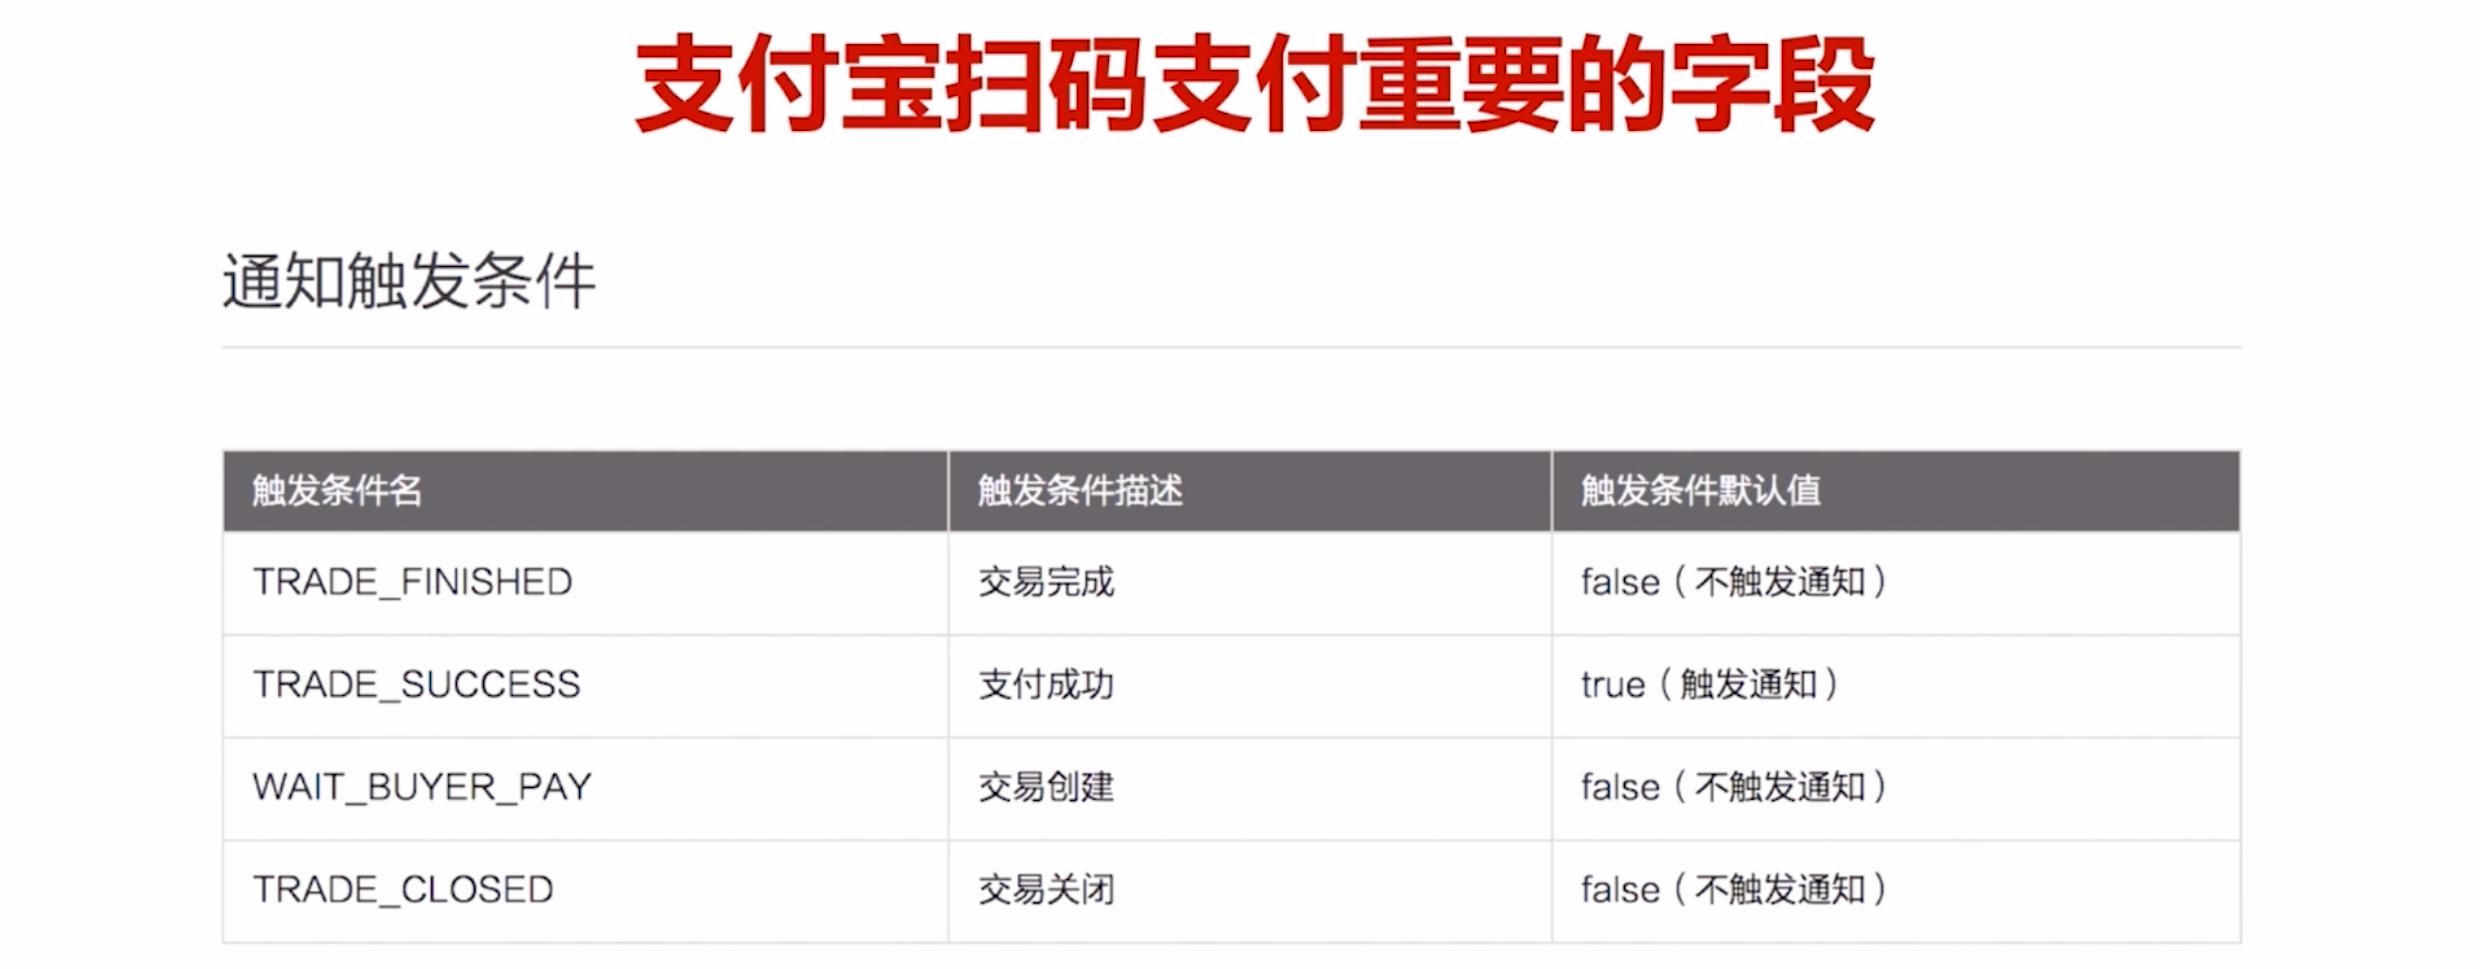 支付宝扫码支付重要的字段
通知触发条件
触发条件名 触发条件描述 触发条件默认值
TRADE_FINISHED 交易完成 false（不触发通知）
TRADE_SUCCESS 支付成功 true（触发通知）
WAIT_BUYER_PAY 交易创建 false（不触发通知）
TRADE_CLOSED 交易关闭 false（不触发通知）